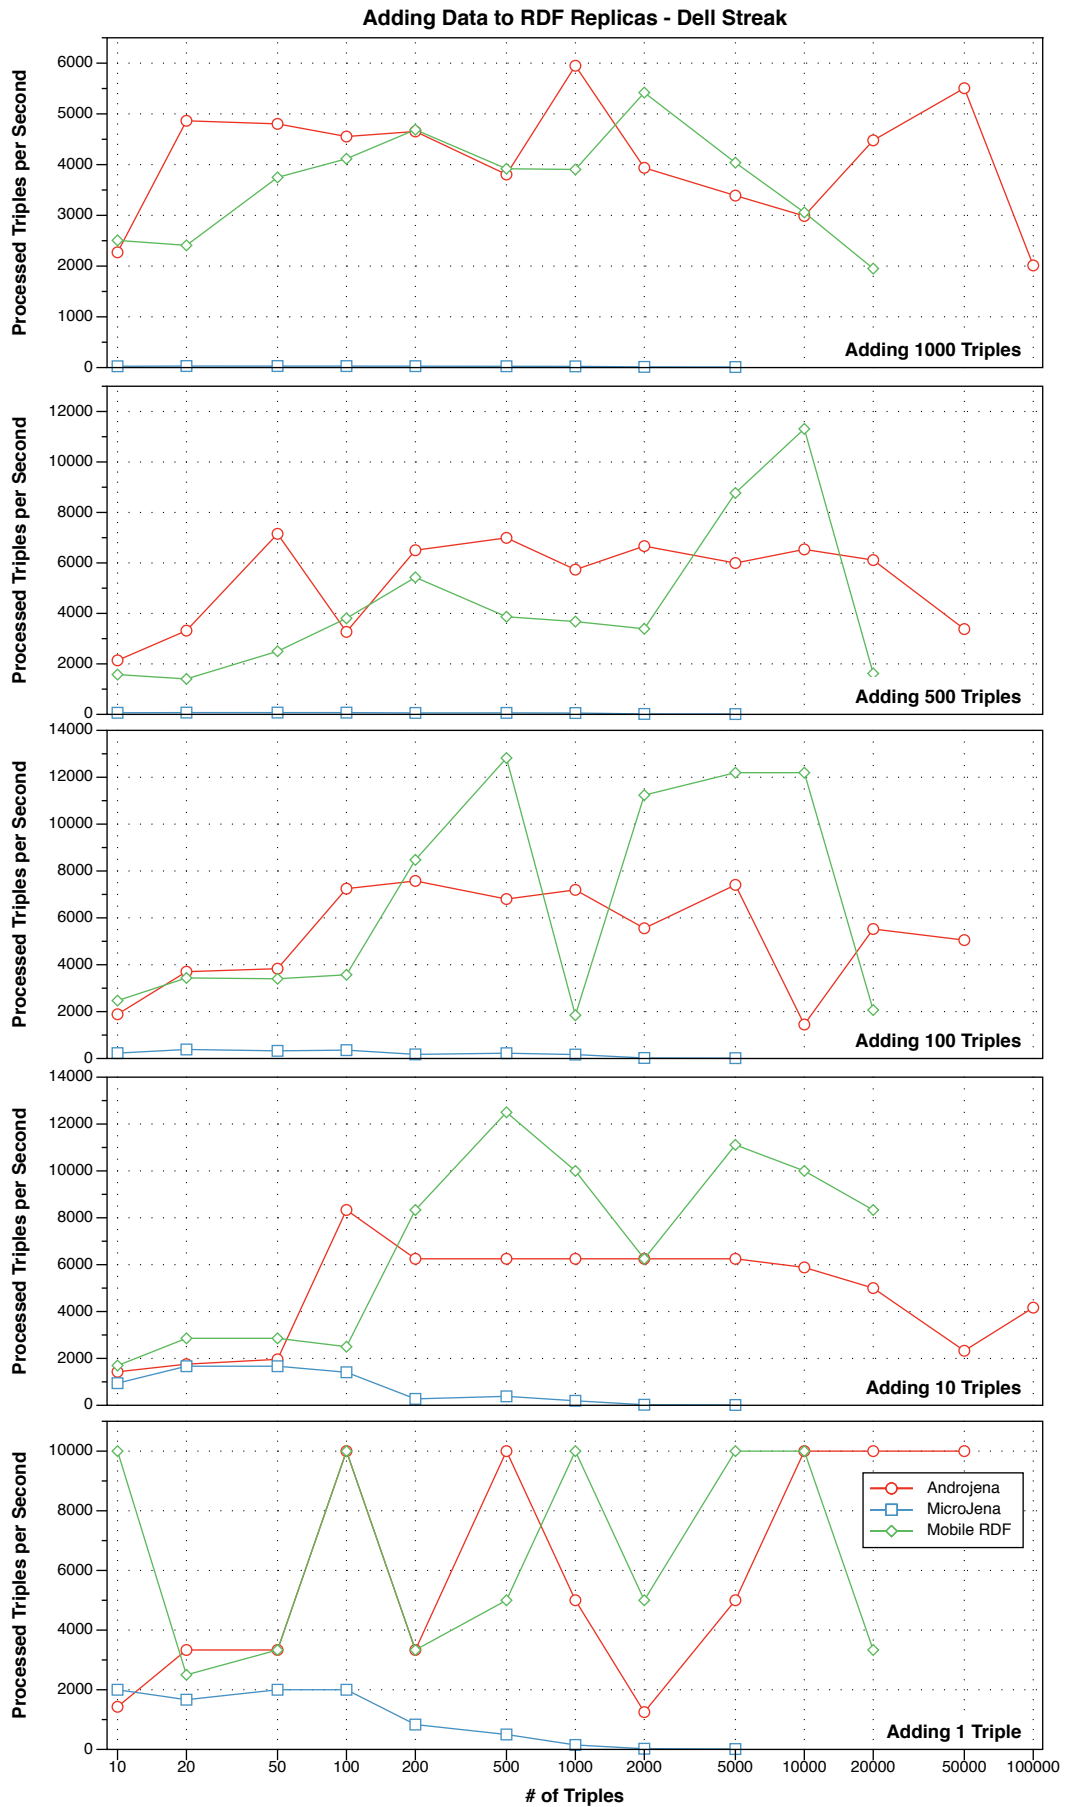 Adding Data to RDF Replicas - Dell Streak
Processed Triples per Second
6000
5000
4000
3000
2000
1000
0
Adding 1000 Triples
Processed Triples per Second
12000
10000
8000
6000
4000
2000
0
Adding 500 Triples
Processed Triples per Second
14000
12000
10000
8000
6000
4000
2000
0
Adding 100 Triples
Processed Triples per Second
14000
12000
10000
8000
6000
4000
2000
0
Adding 10 Triples
Processed Triples per Second
10000
8000
6000
4000
2000
0
Androjena
MicroJena
Mobile RDF
Adding 1 Triple
10 20 50 100 200 500 1000 2000 5000 10000 20000 50000 100000
# of Triples